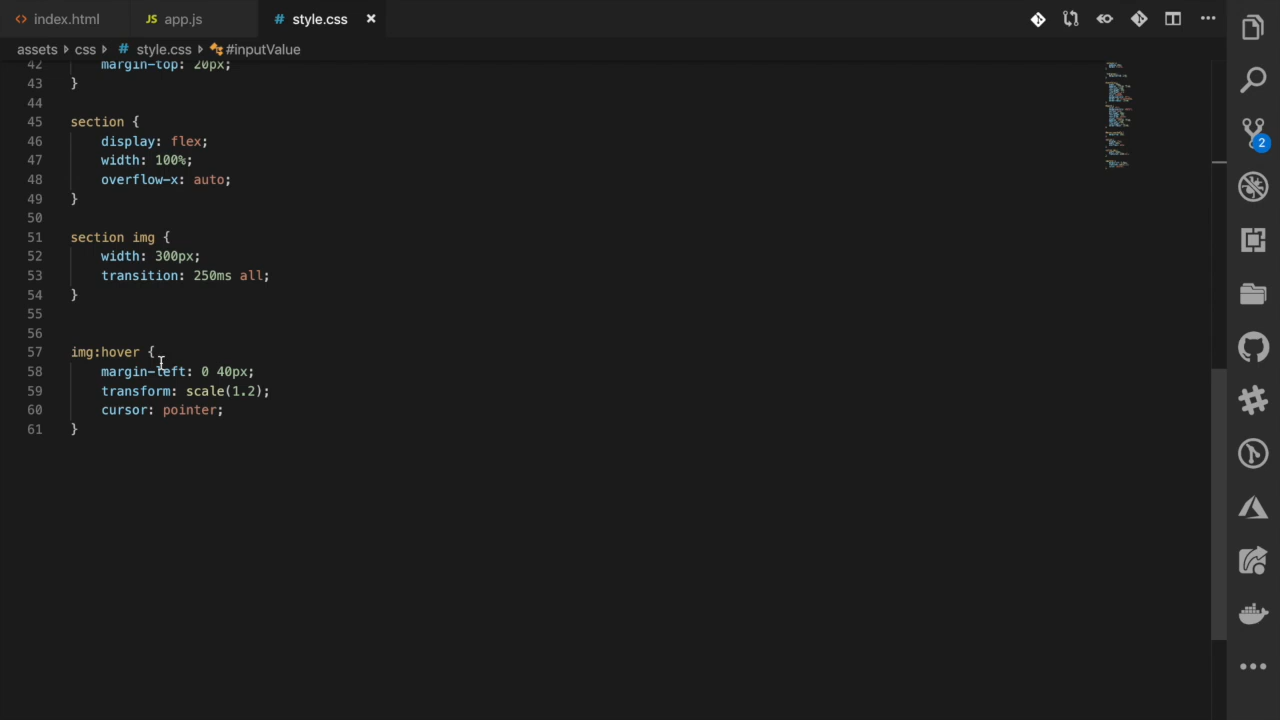 index.html
JS app.js
# style.css
assets css # style.css #inputValue
42 margin-top: 20px;
43 }
44
45 section {
46 display: flex;
47 width: 100%;
48 overflow-x: auto;
49 }
50
51 section img {
52 width: 300px;
53 transition: 250ms all;
54 }
55
56
57 img:hover {
58 margin-left: 0 40px;
59 transform: scale(1.2);
60 cursor: pointer;
61 }
2